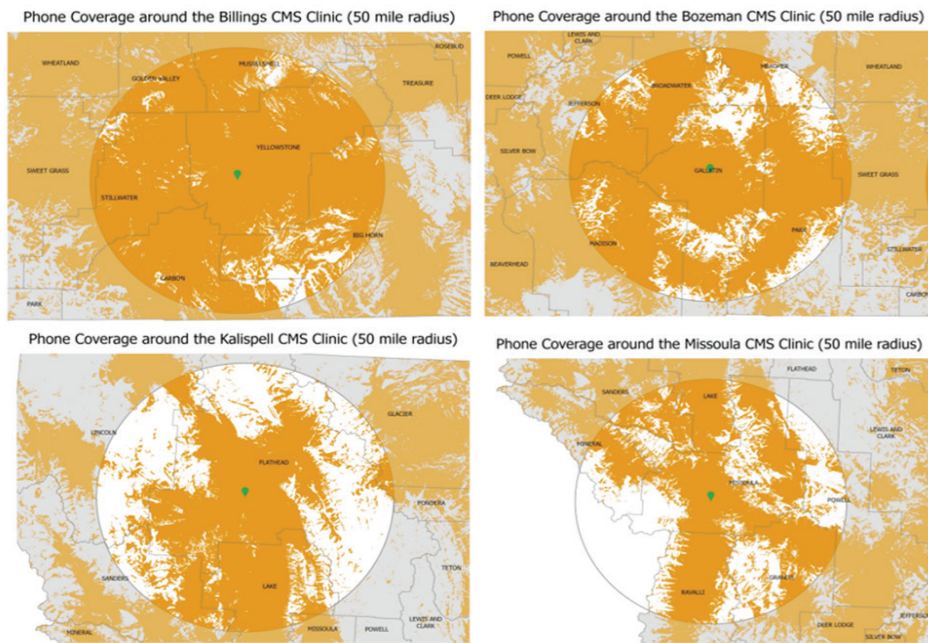 Phone Coverage around the Billings CMS Clinic (50 mile radius)
ROSEBUD
WHEATLAND
MUSSELSHELL
GOLDEN VALLEY
TREASURE
YELLOWSTONE
SWEET GRASS
STILLWATER
BIG HORN
CARBON
PARK
Phone Coverage around the Bozeman CMS Clinic (50 mile radius)
LEWIS AND
CLARK
POWELL
MEAGHER
WHEATLAND
BROADWATER
DEER LODGE
JEFFERSON
SILVER BOW
GALLATIN
SWEET GRASS
PARK
MADISON
STILLWATER
BEAVERHEAD
CARBON
Phone Coverage around the Kalispell CMS Clinic (50 mile radius)
GLACIER
LINCOLN
FLATHEAD
PONDERA
TETON
SANDERS
LAKE
LEWIS AND
CLARK
MINERAL
MISSOULA
POWELL
Phone Coverage around the Missoula CMS Clinic (50 mile radius)
FLATHEAD
TETON
SANDERS
LAKE
LEWIS AND
CLARK
MINERAL
MISSOULA
POWELL
GRANITE
RAVALLI
JEFFERSON
DEER LODGE
SILVER BOW